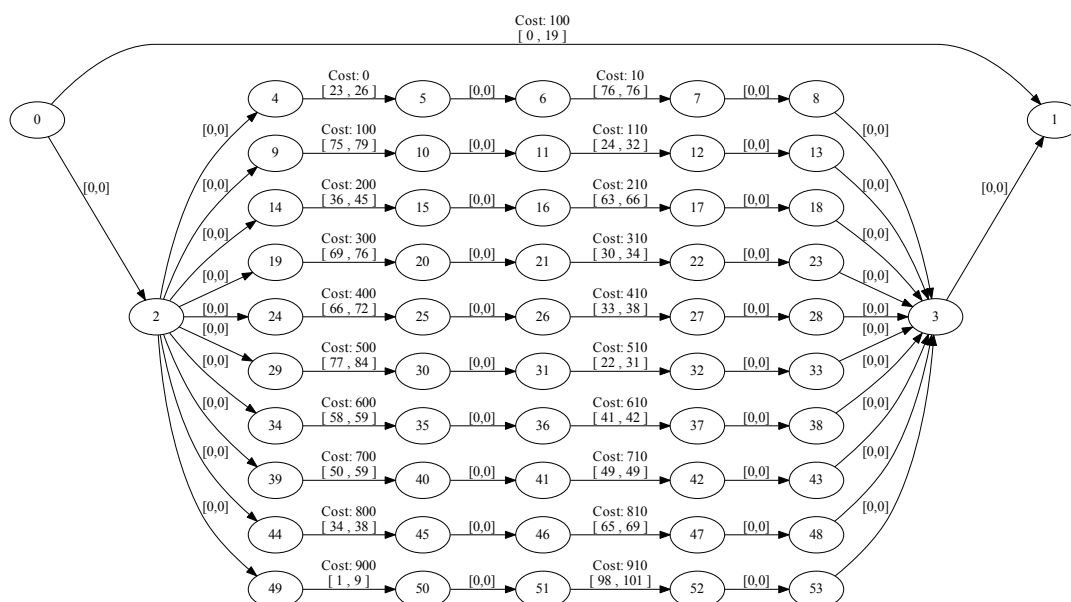 Cost: 100
[ 0 , 19 ]
0
1
[0,0]
[0,0]
2
3
[0,0]
4
Cost: 0
[ 23 , 26 ]
5
[0,0]
6
Cost: 10
[ 76 , 76 ]
7
[0,0]
8
[0,0]
[0,0]
9
Cost: 100
[ 75 , 79 ]
10
[0,0]
11
Cost: 110
[ 24 , 32 ]
12
[0,0]
13
[0,0]
[0,0]
14
Cost: 200
[ 36 , 45 ]
15
[0,0]
16
Cost: 210
[ 63 , 66 ]
17
[0,0]
18
[0,0]
[0,0]
19
Cost: 300
[ 69 , 76 ]
20
[0,0]
21
Cost: 310
[ 30 , 34 ]
22
[0,0]
23
[0,0]
[0,0]
24
Cost: 400
[ 66 , 72 ]
25
[0,0]
26
Cost: 410
[ 33 , 38 ]
27
[0,0]
28
[0,0]
[0,0]
29
Cost: 500
[ 77 , 84 ]
30
[0,0]
31
Cost: 510
[ 22 , 31 ]
32
[0,0]
33
[0,0]
[0,0]
34
Cost: 600
[ 58 , 59 ]
35
[0,0]
36
Cost: 610
[ 41 , 42 ]
37
[0,0]
38
[0,0]
[0,0]
39
Cost: 700
[ 50 , 59 ]
40
[0,0]
41
Cost: 710
[ 49 , 49 ]
42
[0,0]
43
[0,0]
[0,0]
44
Cost: 800
[ 34 , 38 ]
45
[0,0]
46
Cost: 810
[ 65 , 69 ]
47
[0,0]
48
[0,0]
[0,0]
49
Cost: 900
[ 1 , 9 ]
50
[0,0]
51
Cost: 910
[ 98 , 101 ]
52
[0,0]
53
[0,0]